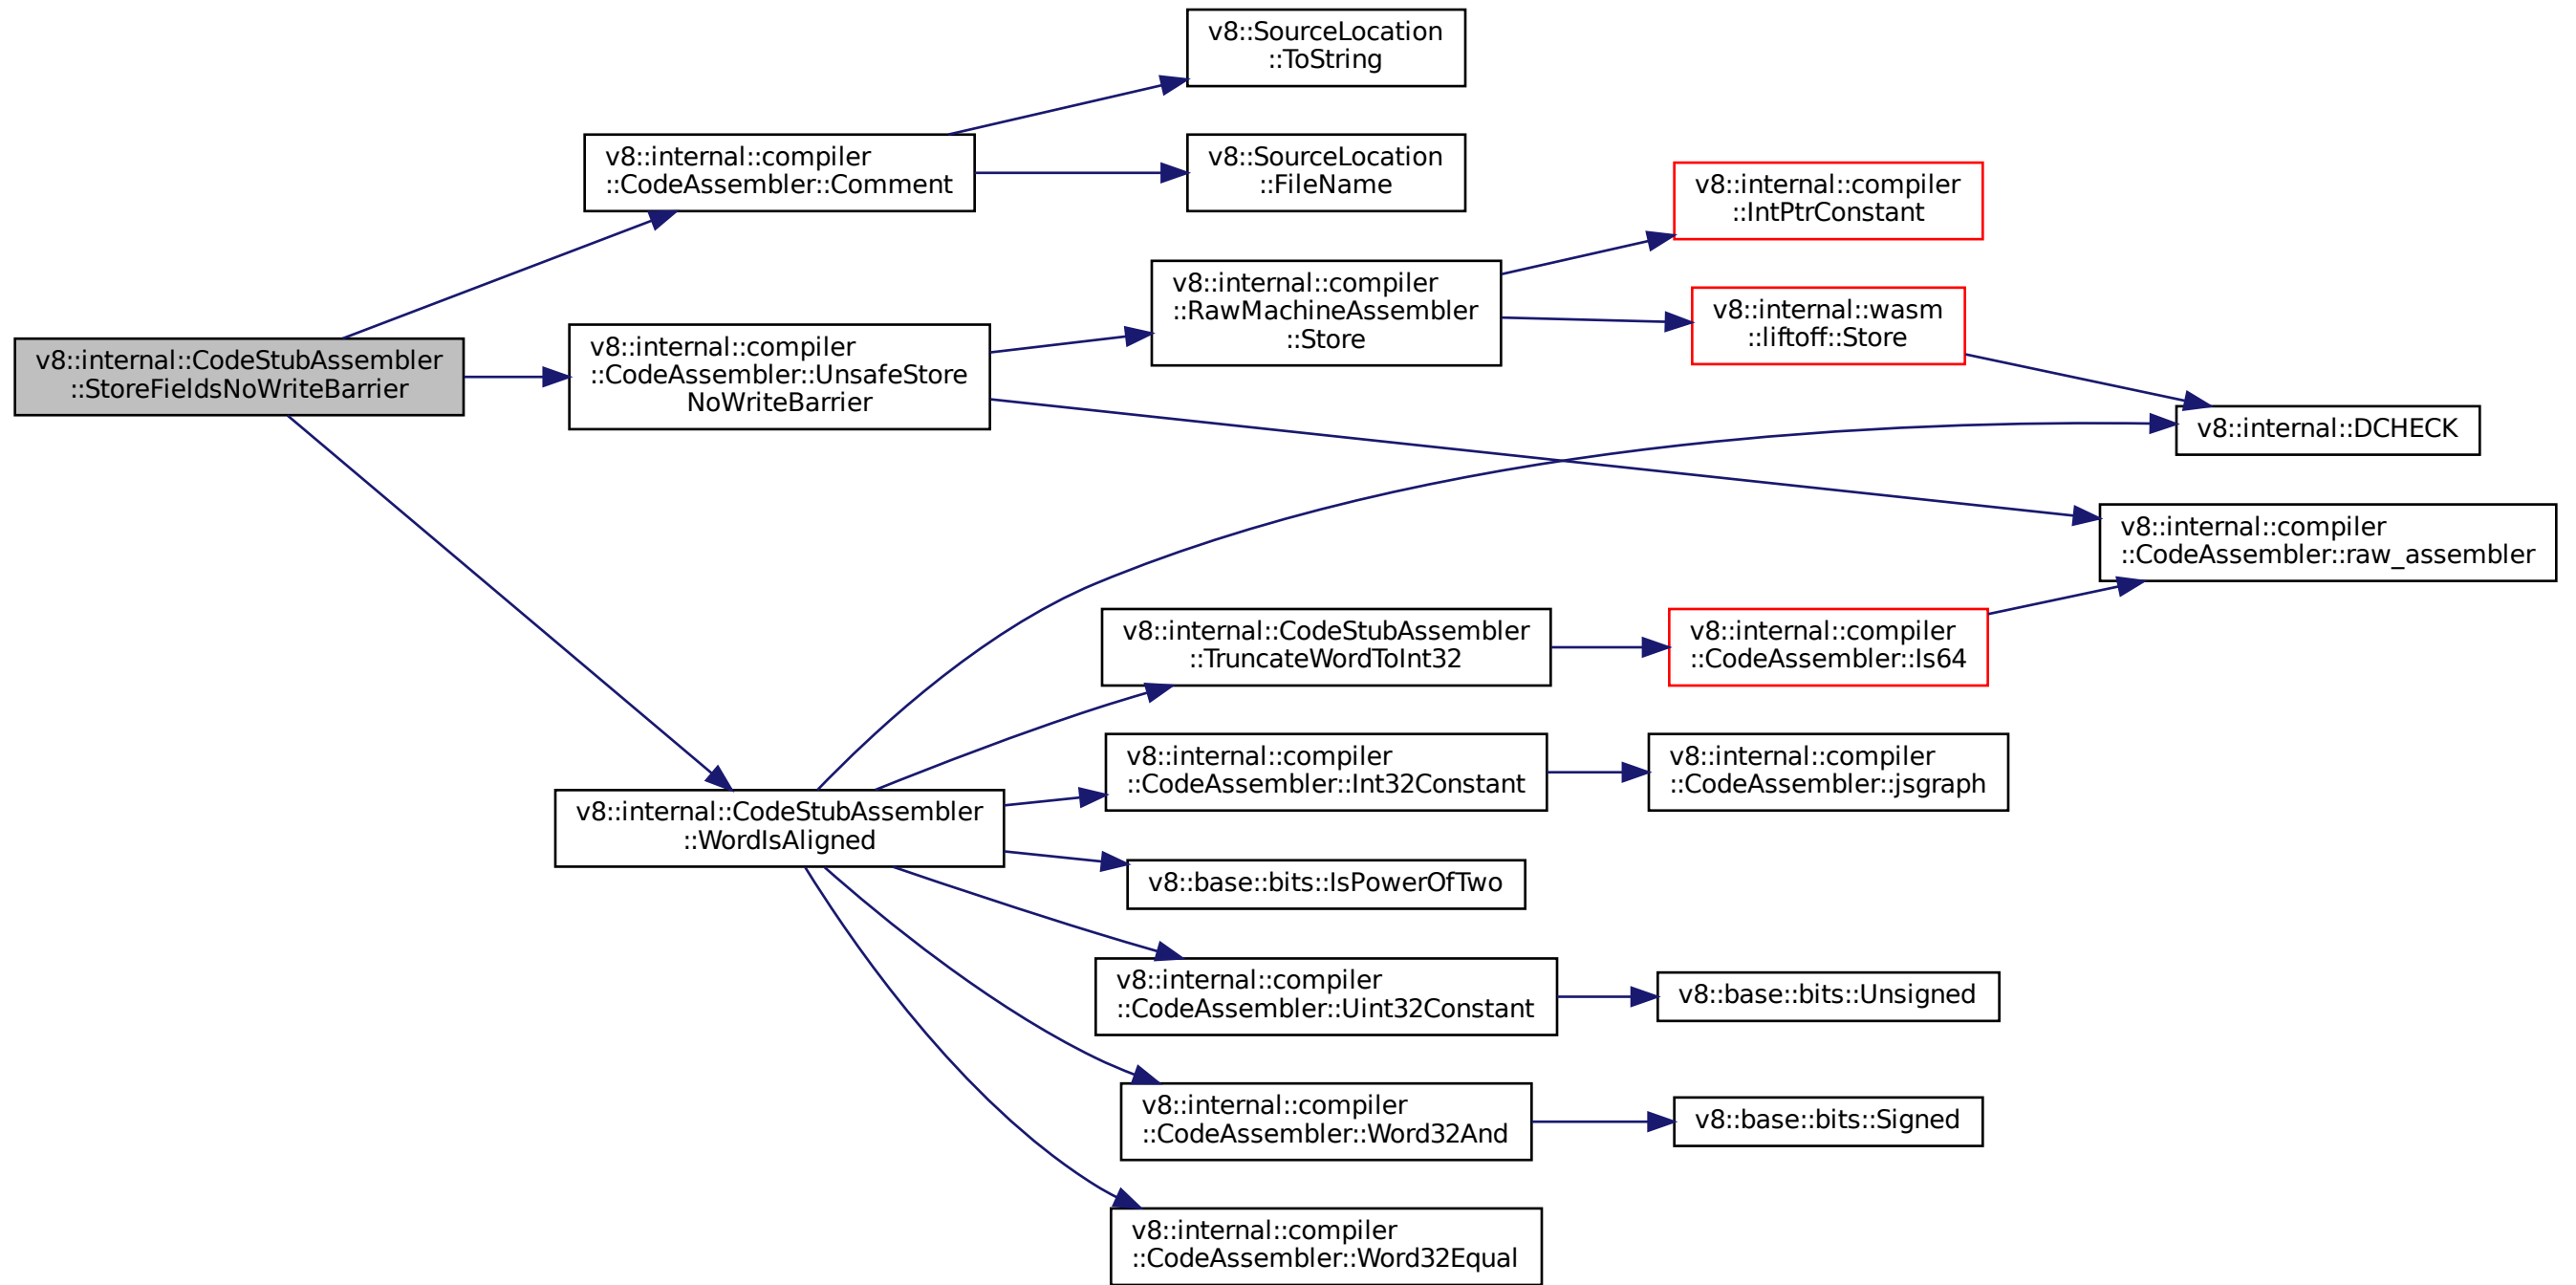 v8::SourceLocation
::ToString
v8::internal::compiler
::CodeAssembler::Comment
v8::SourceLocation
::FileName
v8::internal::compiler
::IntPtrConstant
v8::internal::compiler
::RawMachineAssembler
::Store
v8::internal::wasm
::liftoff::Store
v8::internal::CodeStubAssembler
::StoreFieldsNoWriteBarrier
v8::internal::compiler
::CodeAssembler::UnsafeStore
NoWriteBarrier
v8::internal::DCHECK
v8::internal::compiler
::CodeAssembler::raw_assembler
v8::internal::CodeStubAssembler
::TruncateWordToInt32
v8::internal::compiler
::CodeAssembler::Is64
v8::internal::compiler
::CodeAssembler::Int32Constant
v8::internal::compiler
::CodeAssembler::jsgraph
v8::internal::CodeStubAssembler
::WordIsAligned
v8::base::bits::IsPowerOfTwo
v8::internal::compiler
::CodeAssembler::Uint32Constant
v8::base::bits::Unsigned
v8::internal::compiler
::CodeAssembler::Word32And
v8::base::bits::Signed
v8::internal::compiler
::CodeAssembler::Word32Equal